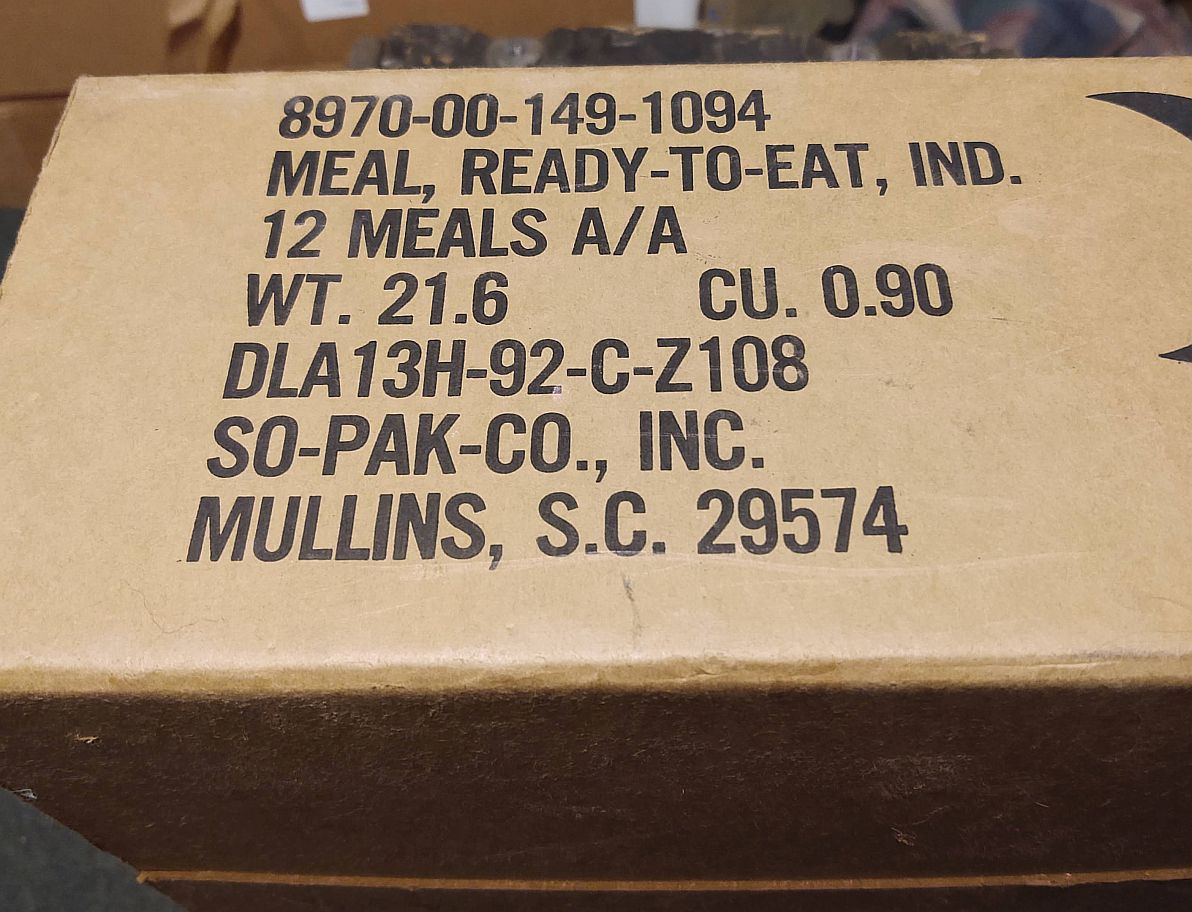 8970-00-149-1094
MEAL, READY-TO-EAT, IND.
12 MEALS A/A
WT. 21.6 CU. 0.90
DLA13H-92-C-Z108
SO-PAK-CO., INC.
MULLINS, S.C. 29574